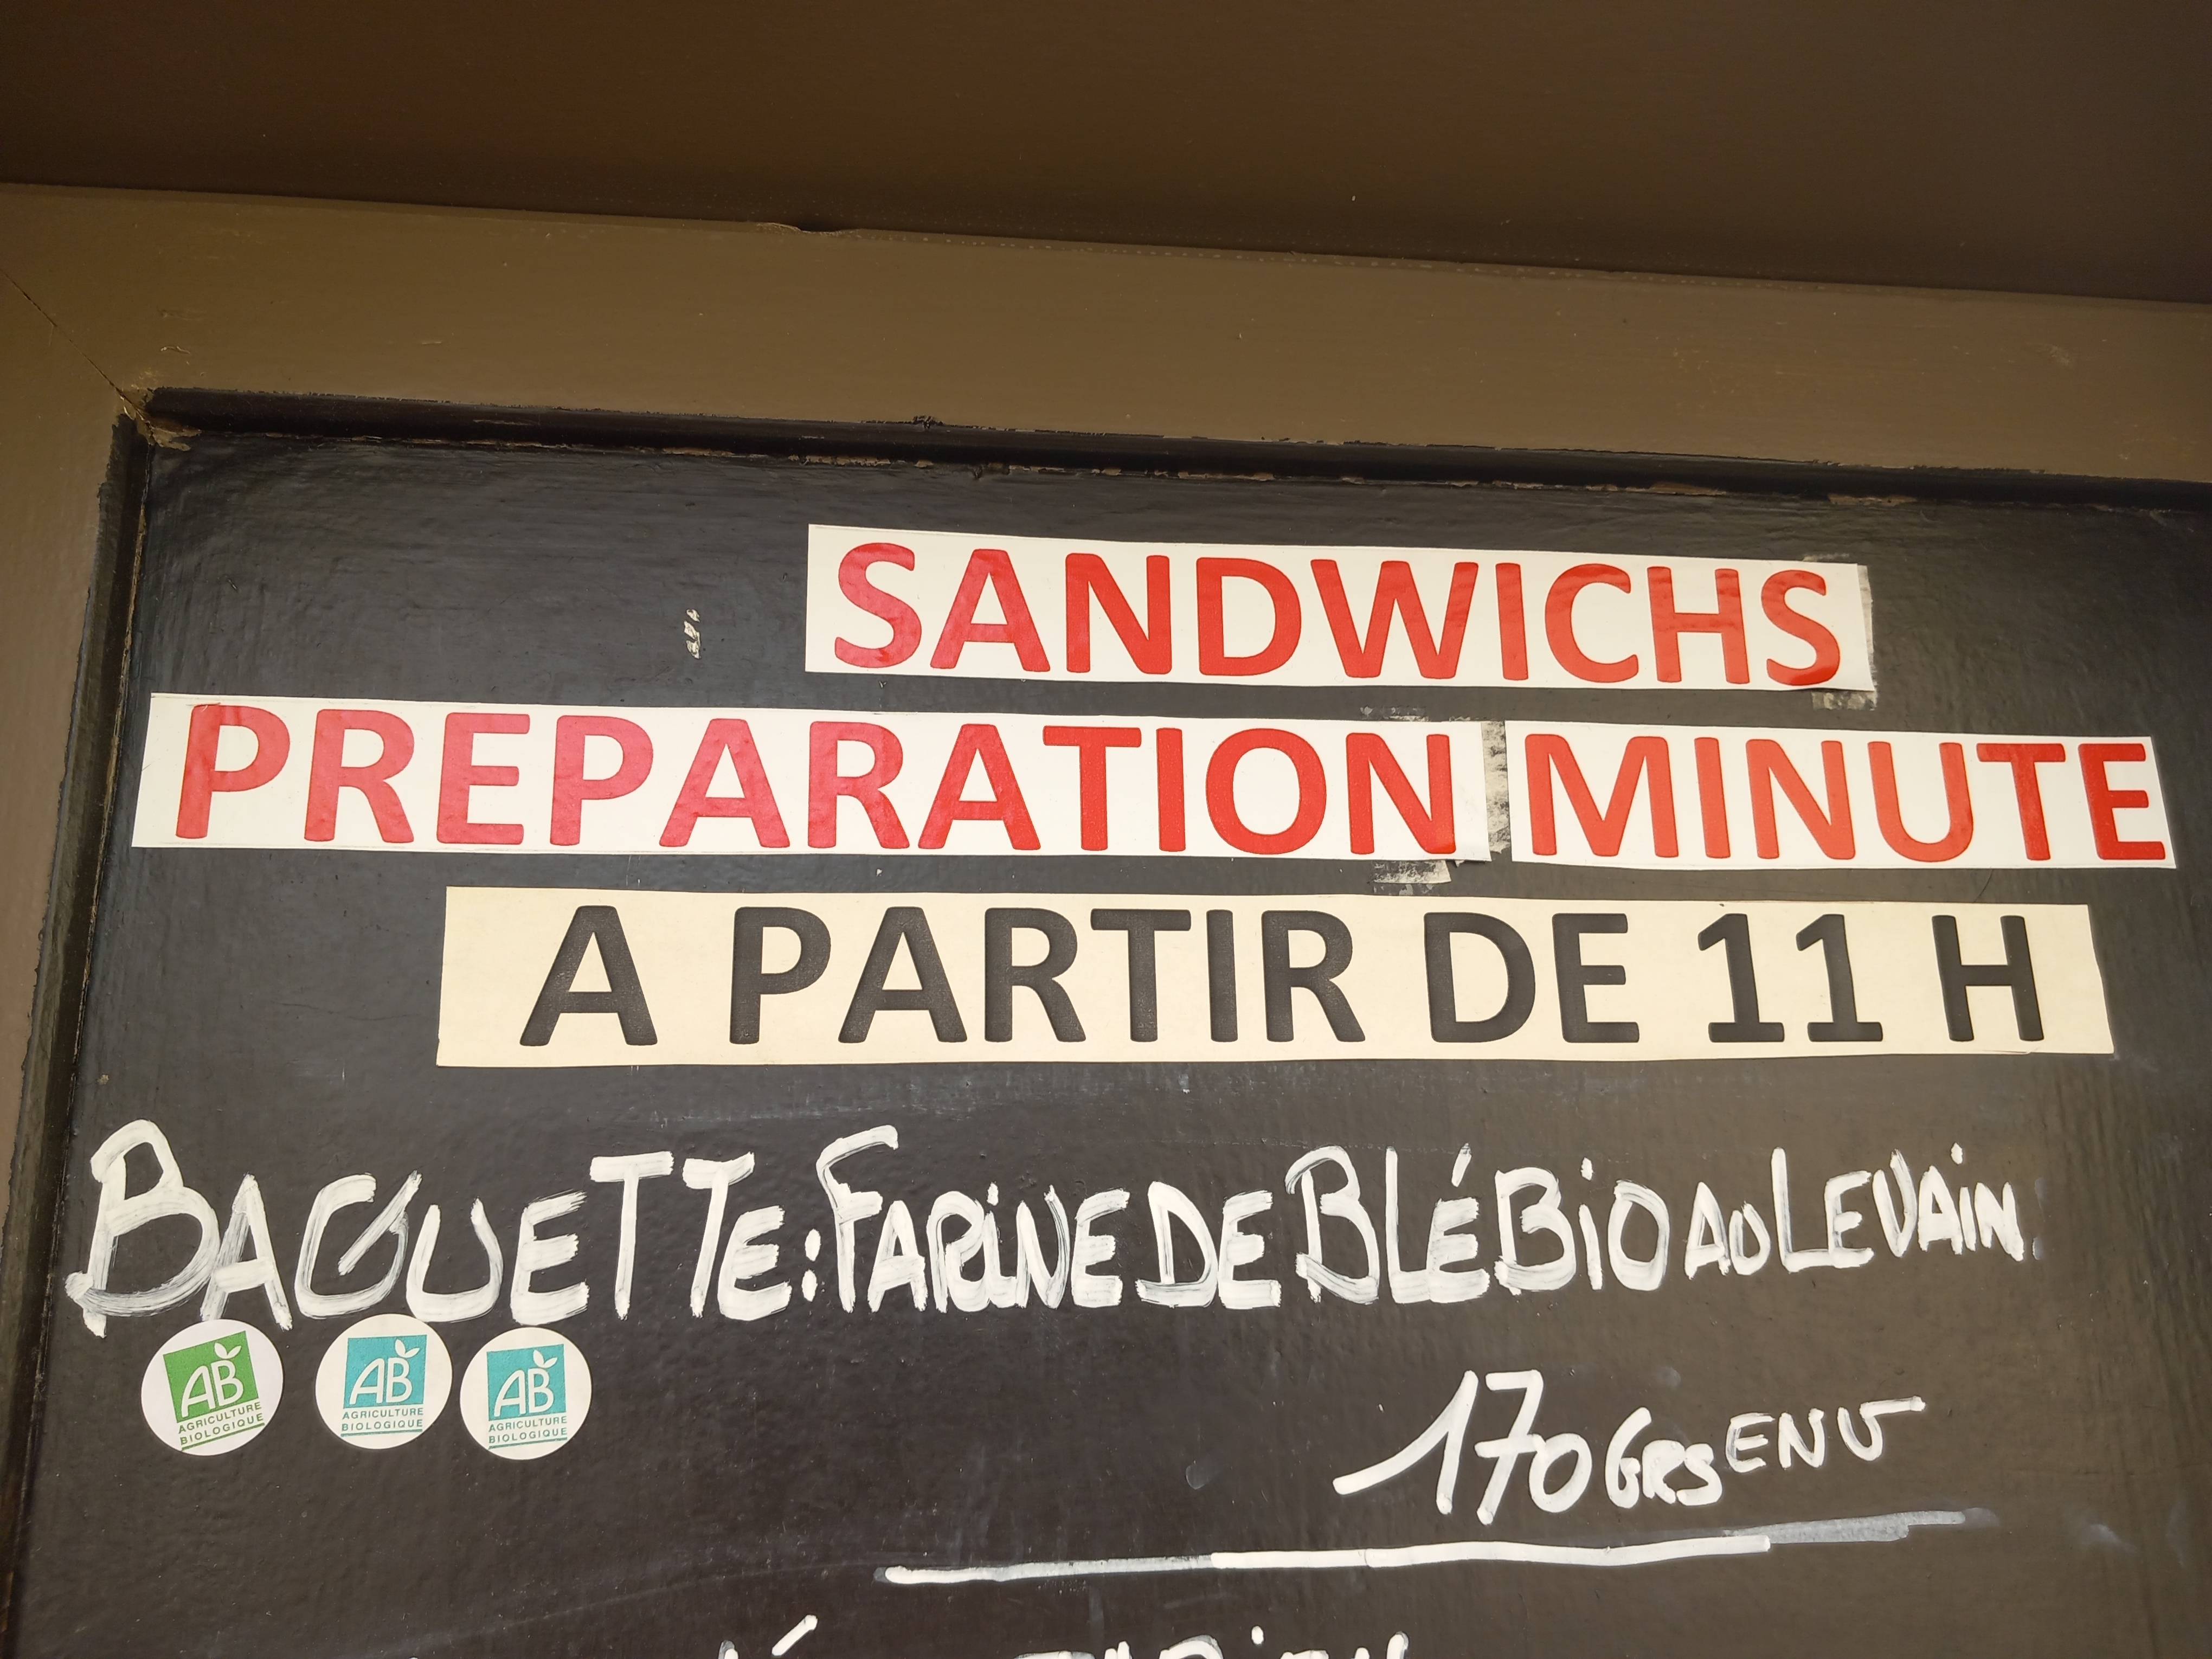 SANDWICHS
PREPARATION MINUTE
A PARTIR DE 11 H
BAGUETTE: FARINE DE BLÉ BIO AU LEVAIN.
AB AGRICULTURE BIOLOGIQUE
AB AGRICULTURE BIOLOGIQUE
AB AGRICULTURE BIOLOGIQUE
170 GRS ENV